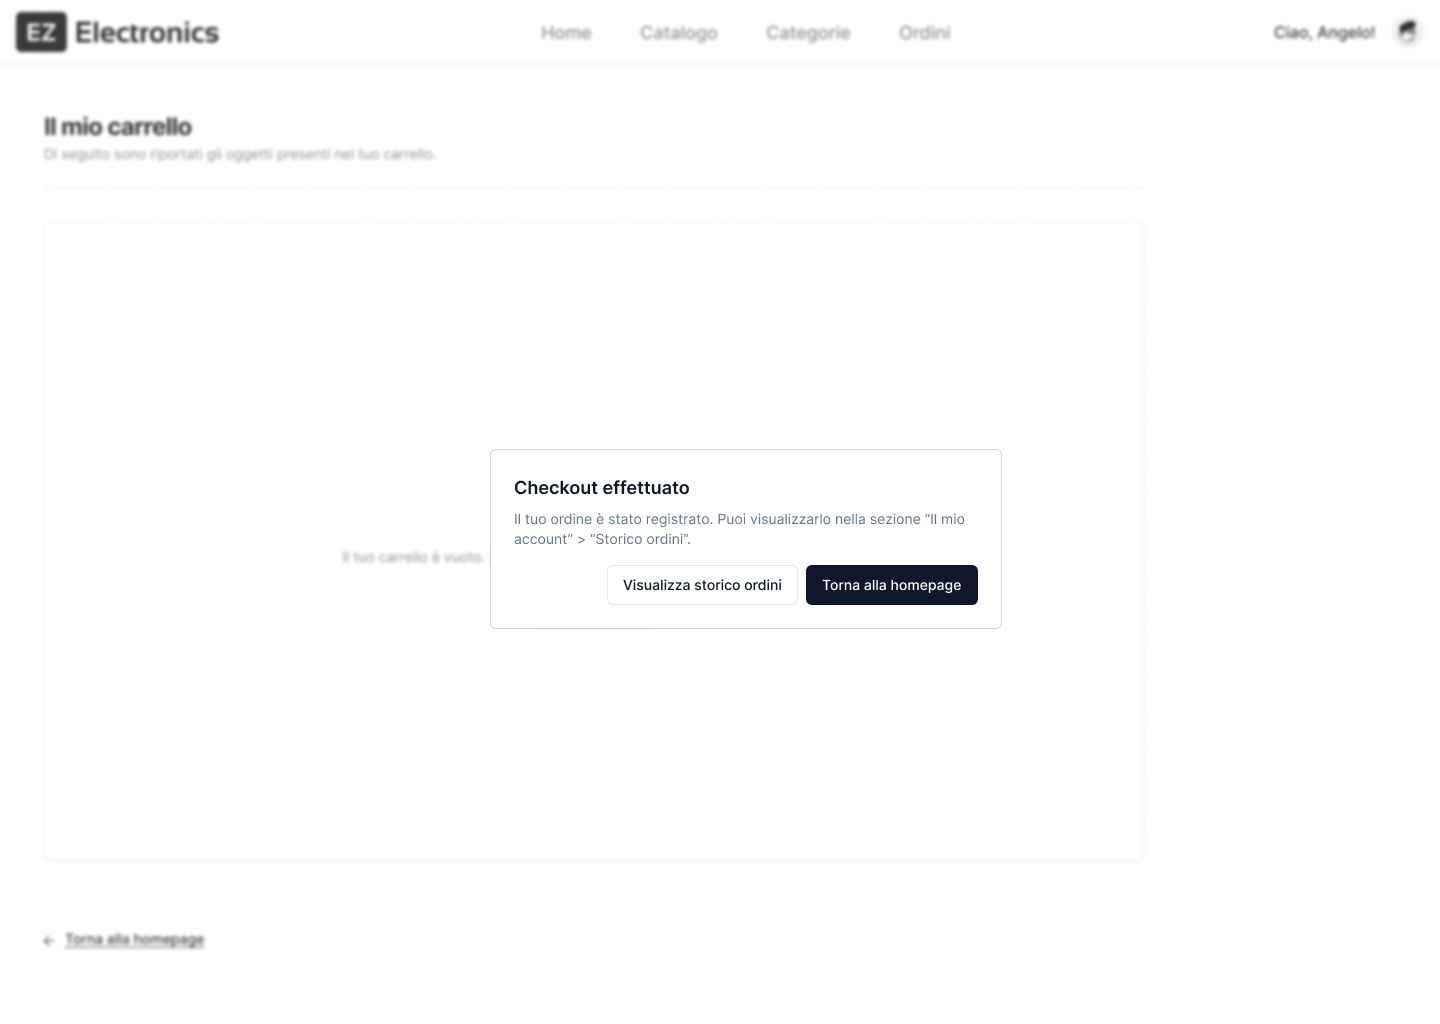 EZ Electronics
Home
Catalogo
Categorie
Ordini
Ciao, Angelo!
Il mio carrello
Di seguito sono riportati gli oggetti presenti nel tuo carrello.
Il tuo carrello è vuoto.
Checkout effettuato
Il tuo ordine è stato registrato. Puoi visualizzarlo nella sezione “Il mio
account” > “Storico ordini”.
Visualizza storico ordini
Torna alla homepage
← Torna alla homepage